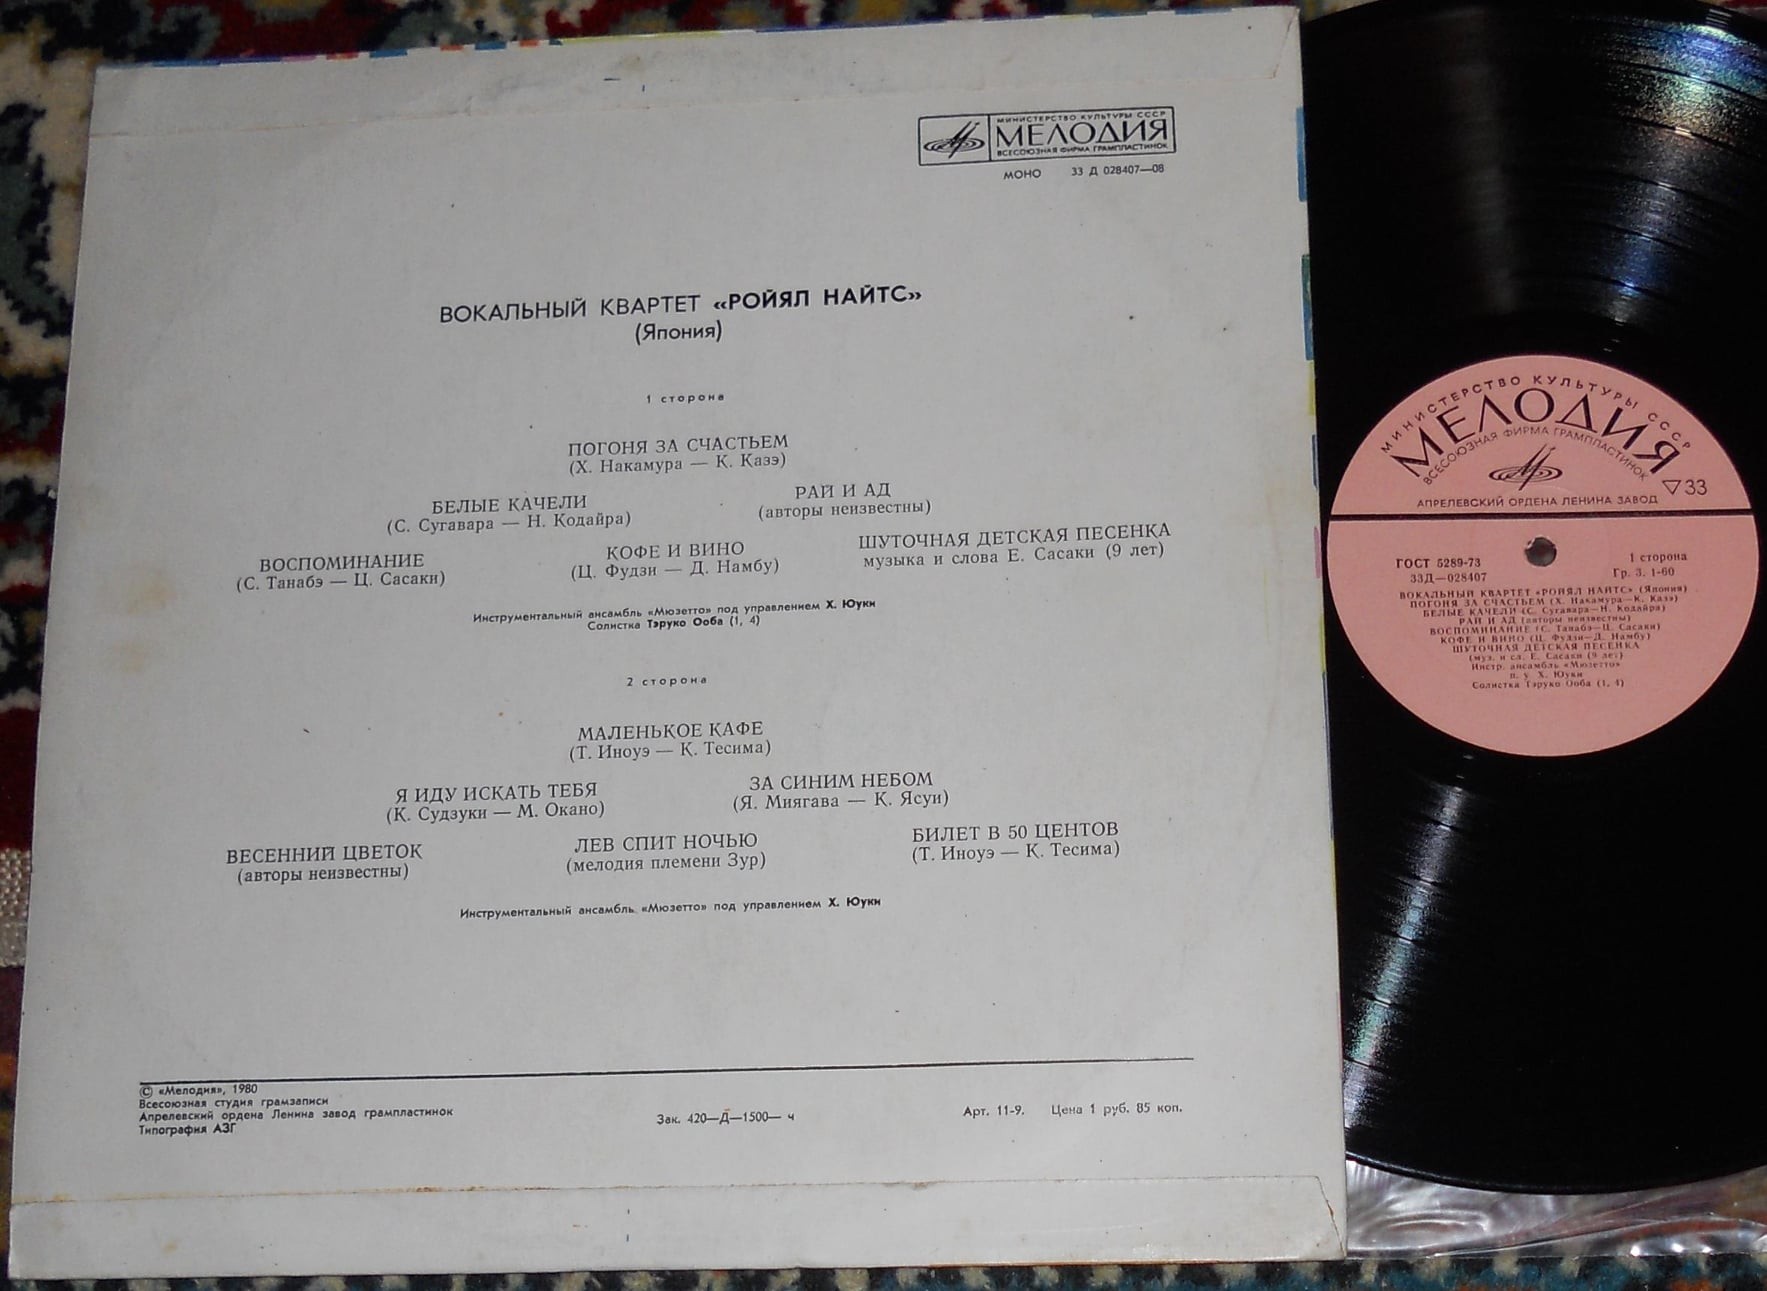 МИНИСТЕРСТВО КУЛЬТУРЫ СССР
МЕЛОДИЯ
ВСЕСОЮЗНАЯ ФИРМА ГРАМПЛАСТИНОК
МОНО 33 Д 028407—08
ВОКАЛЬНЫЙ КВАРТЕТ «РОЙЯЛ НАЙТС»
(Япония)
1 сторона
ПОГОНЯ ЗА СЧАСТЬЕМ
(Х. Накамура — К. Казэ)
БЕЛЫЕ КАЧЕЛИ
(С. Сугавара — Н. Кодайра)
РАЙ И АД
(авторы неизвестны)
ВОСПОМИНАНИЕ
(С. Танабэ — Ц. Сасаки)
КОФЕ И ВИНО
(Ц. Фудзи — Д. Намбу)
ШУТОЧНАЯ ДЕТСКАЯ ПЕСЕНКА
музыка и слова Е. Сасаки (9 лет)
Инструментальный ансамбль «Мюзетто» под управлением Х. Юуки
Солистка Тэруко Ооба (1, 4)
2 сторона
МАЛЕНЬКОЕ КАФЕ
(Т. Иноуэ — К. Тесима)
Я ИДУ ИСКАТЬ ТЕБЯ
(К. Судзуки — М. Окано)
ЗА СИНИМ НЕБОМ
(Я. Миягава — К. Ясуи)
ВЕСЕННИЙ ЦВЕТОК
(авторы неизвестны)
ЛЕВ СПИТ НОЧЬЮ
(мелодия племени Зур)
БИЛЕТ В 50 ЦЕНТОВ
(Т. Иноуэ — К. Тесима)
Инструментальный ансамбль «Мюзетто» под управлением Х. Юуки
© «Мелодия», 1980
Всесоюзная студия грамзаписи
Апрелевский ордена Ленина завод грампластинок
Типография АЗГ
Зак. 420—Д—1500— ч
Арт. 11-9. Цена 1 руб. 85 коп.
МИНИСТЕРСТВО КУЛЬТУРЫ СССР
МЕЛОДИЯ
ВСЕСОЮЗНАЯ ФИРМА ГРАМПЛАСТИНОК
▽33
АПРЕЛЕВСКИЙ ОРДЕНА ЛЕНИНА ЗАВОД
ГОСТ 5289-73
33Д—028407
1 сторона
Гр. 3. 1-60
ВОКАЛЬНЫЙ КВАРТЕТ «РОЙЯЛ НАЙТС» (Япония)
ПОГОНЯ ЗА СЧАСТЬЕМ (Х. Накамура—К. Казэ)
БЕЛЫЕ КАЧЕЛИ (С. Сугавара—Н. Кодайра)
РАЙ И АД (авторы неизвестны)
ВОСПОМИНАНИЕ (С. Танабэ—Ц. Сасаки)
КОФЕ И ВИНО (Ц. Фудзи—Д. Намбу)
ШУТОЧНАЯ ДЕТСКАЯ ПЕСЕНКА
(муз. и сл. Е. Сасаки (9 лет)
Инстр. ансамбль «Мюзетто»
п. у. Х. Юуки
Солистка Тэруко Ооба (1, 4)